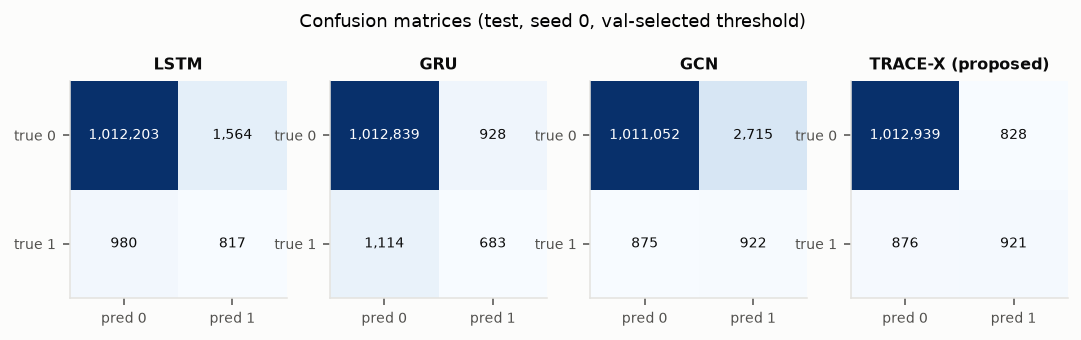 Confusion matrices (test, seed 0, val-selected threshold)
LSTM GRU GCN TRACE-X (proposed)
true 0 1,012,203 1,564 true 0 1,012,839 928 true 0 1,011,052 2,715 true 0 1,012,939 828
true 1 980 817 true 1 1,114 683 true 1 875 922 true 1 876 921
pred 0 pred 1 pred 0 pred 1 pred 0 pred 1 pred 0 pred 1